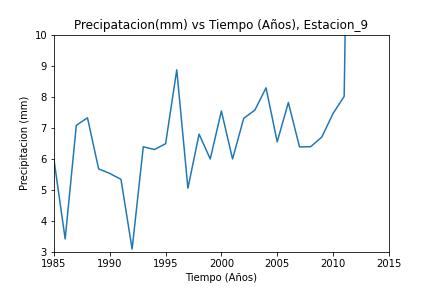 Precipatacion(mm) vs Tiempo (Años), Estacion_9
10
9
8
7
6
5
4
3
Precipitacion (mm)
1985 1990 1995 2000 2005 2010 2015
Tiempo (Años)